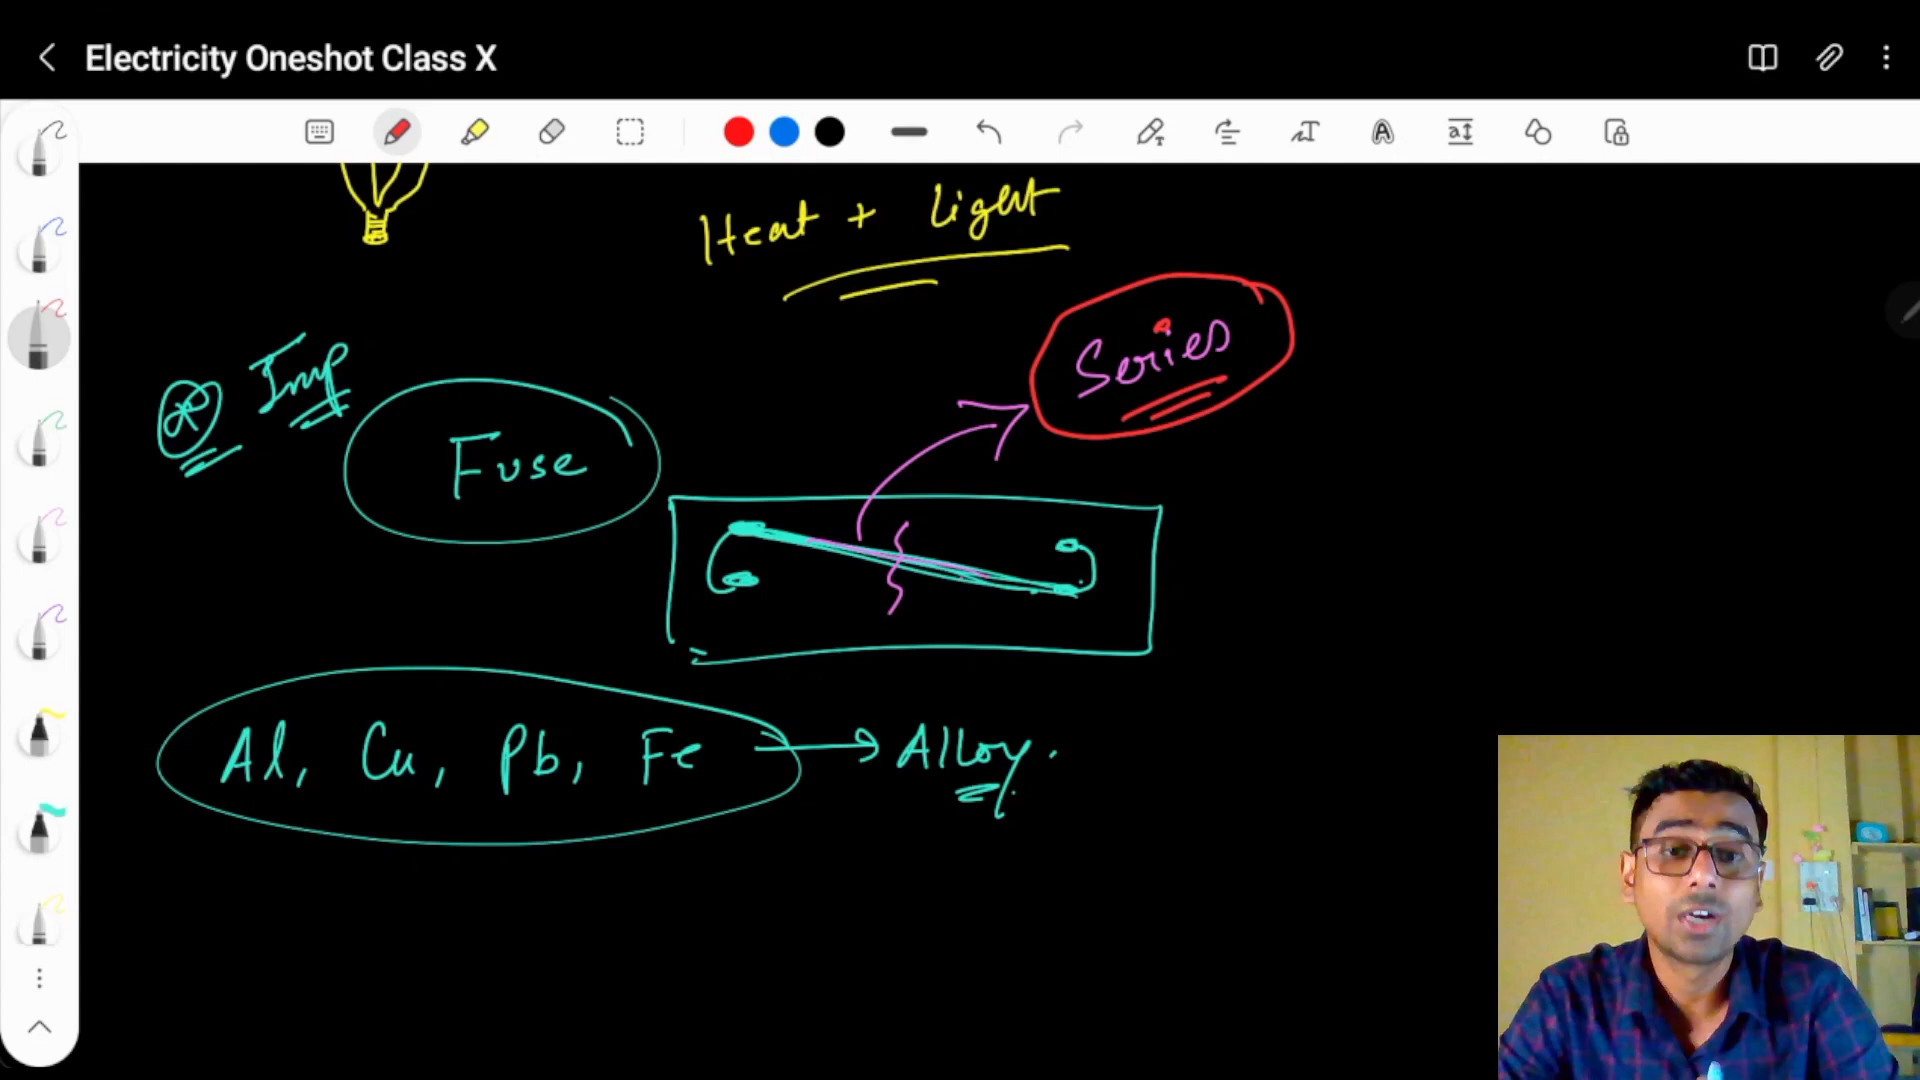 Electricity Oneshot Class X
Heat + Light
Series
Imp
Fuse
Al, Cu, Pb, Fe → Alloy.